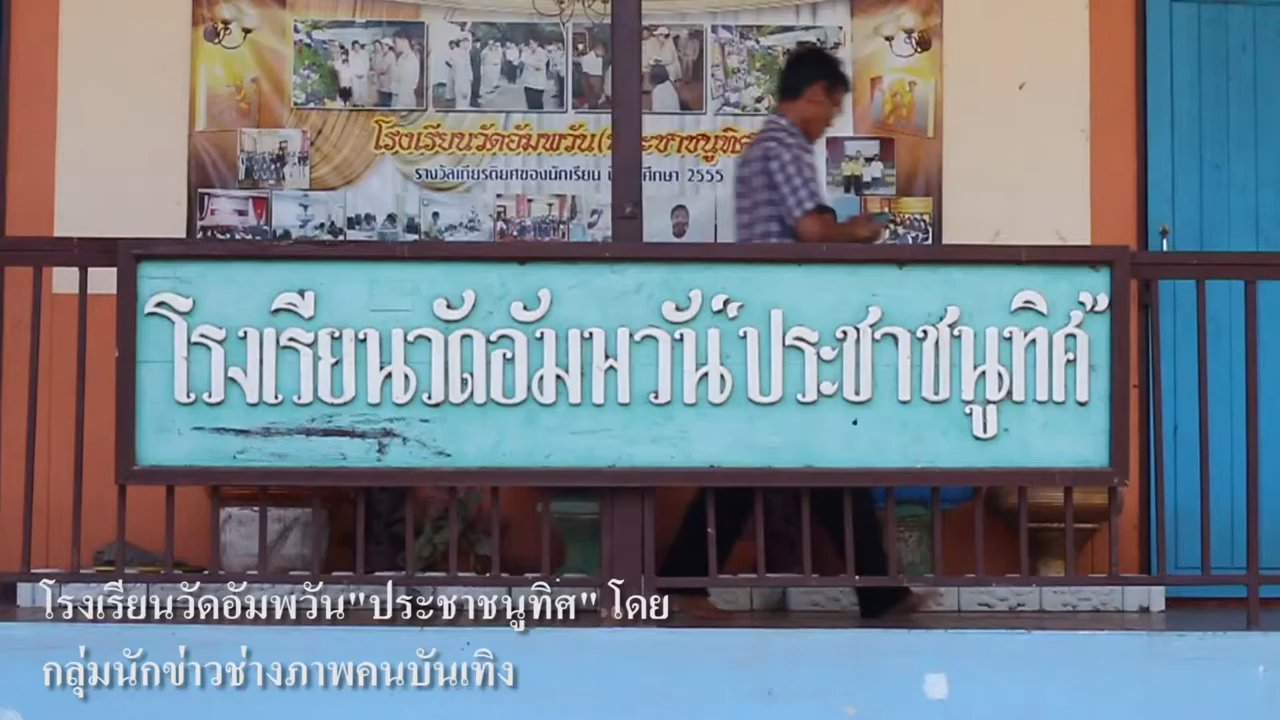 โรงเรียนวัดอัมพวัน(
ะชาชนูทิศ
รางวัลเกียรติยศของนักเรียน ศึกษา 2555
โรงเรียนวัดอัมพวัน“ประชาชนูทิศ”
โรงเรียนวัดอัมพวัน"ประชาชนูทิศ" โดย
กลุ่มนักข่าวช่างภาพคนบันเทิง